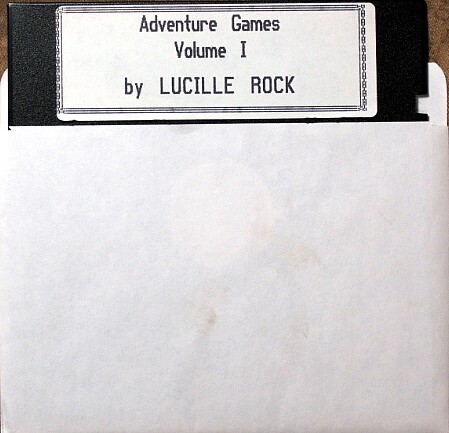 Adventure Games
Volume I
by LUCILLE ROCK